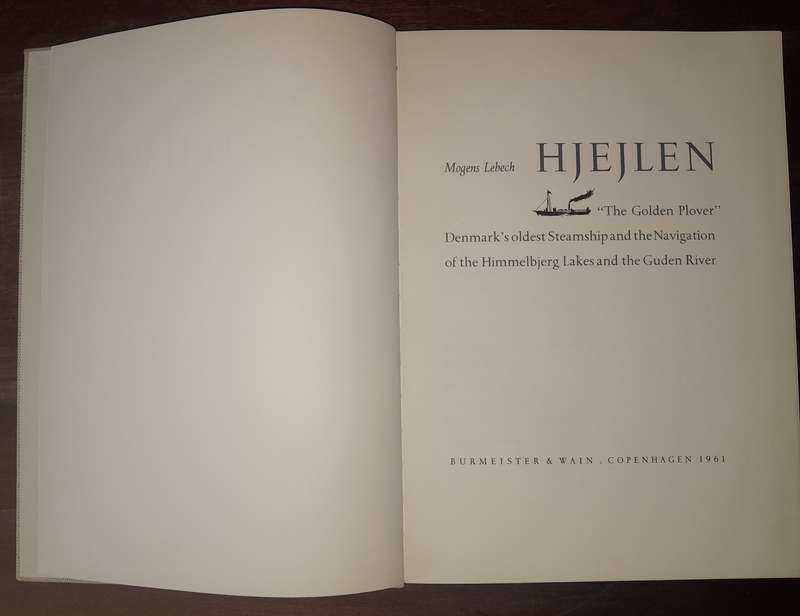 Mogens Lebech HJEJLEN
“The Golden Plover”
Denmark’s oldest Steamship and the Navigation
of the Himmelbjerg Lakes and the Guden River
BURMEISTER & WAIN . COPENHAGEN 1961